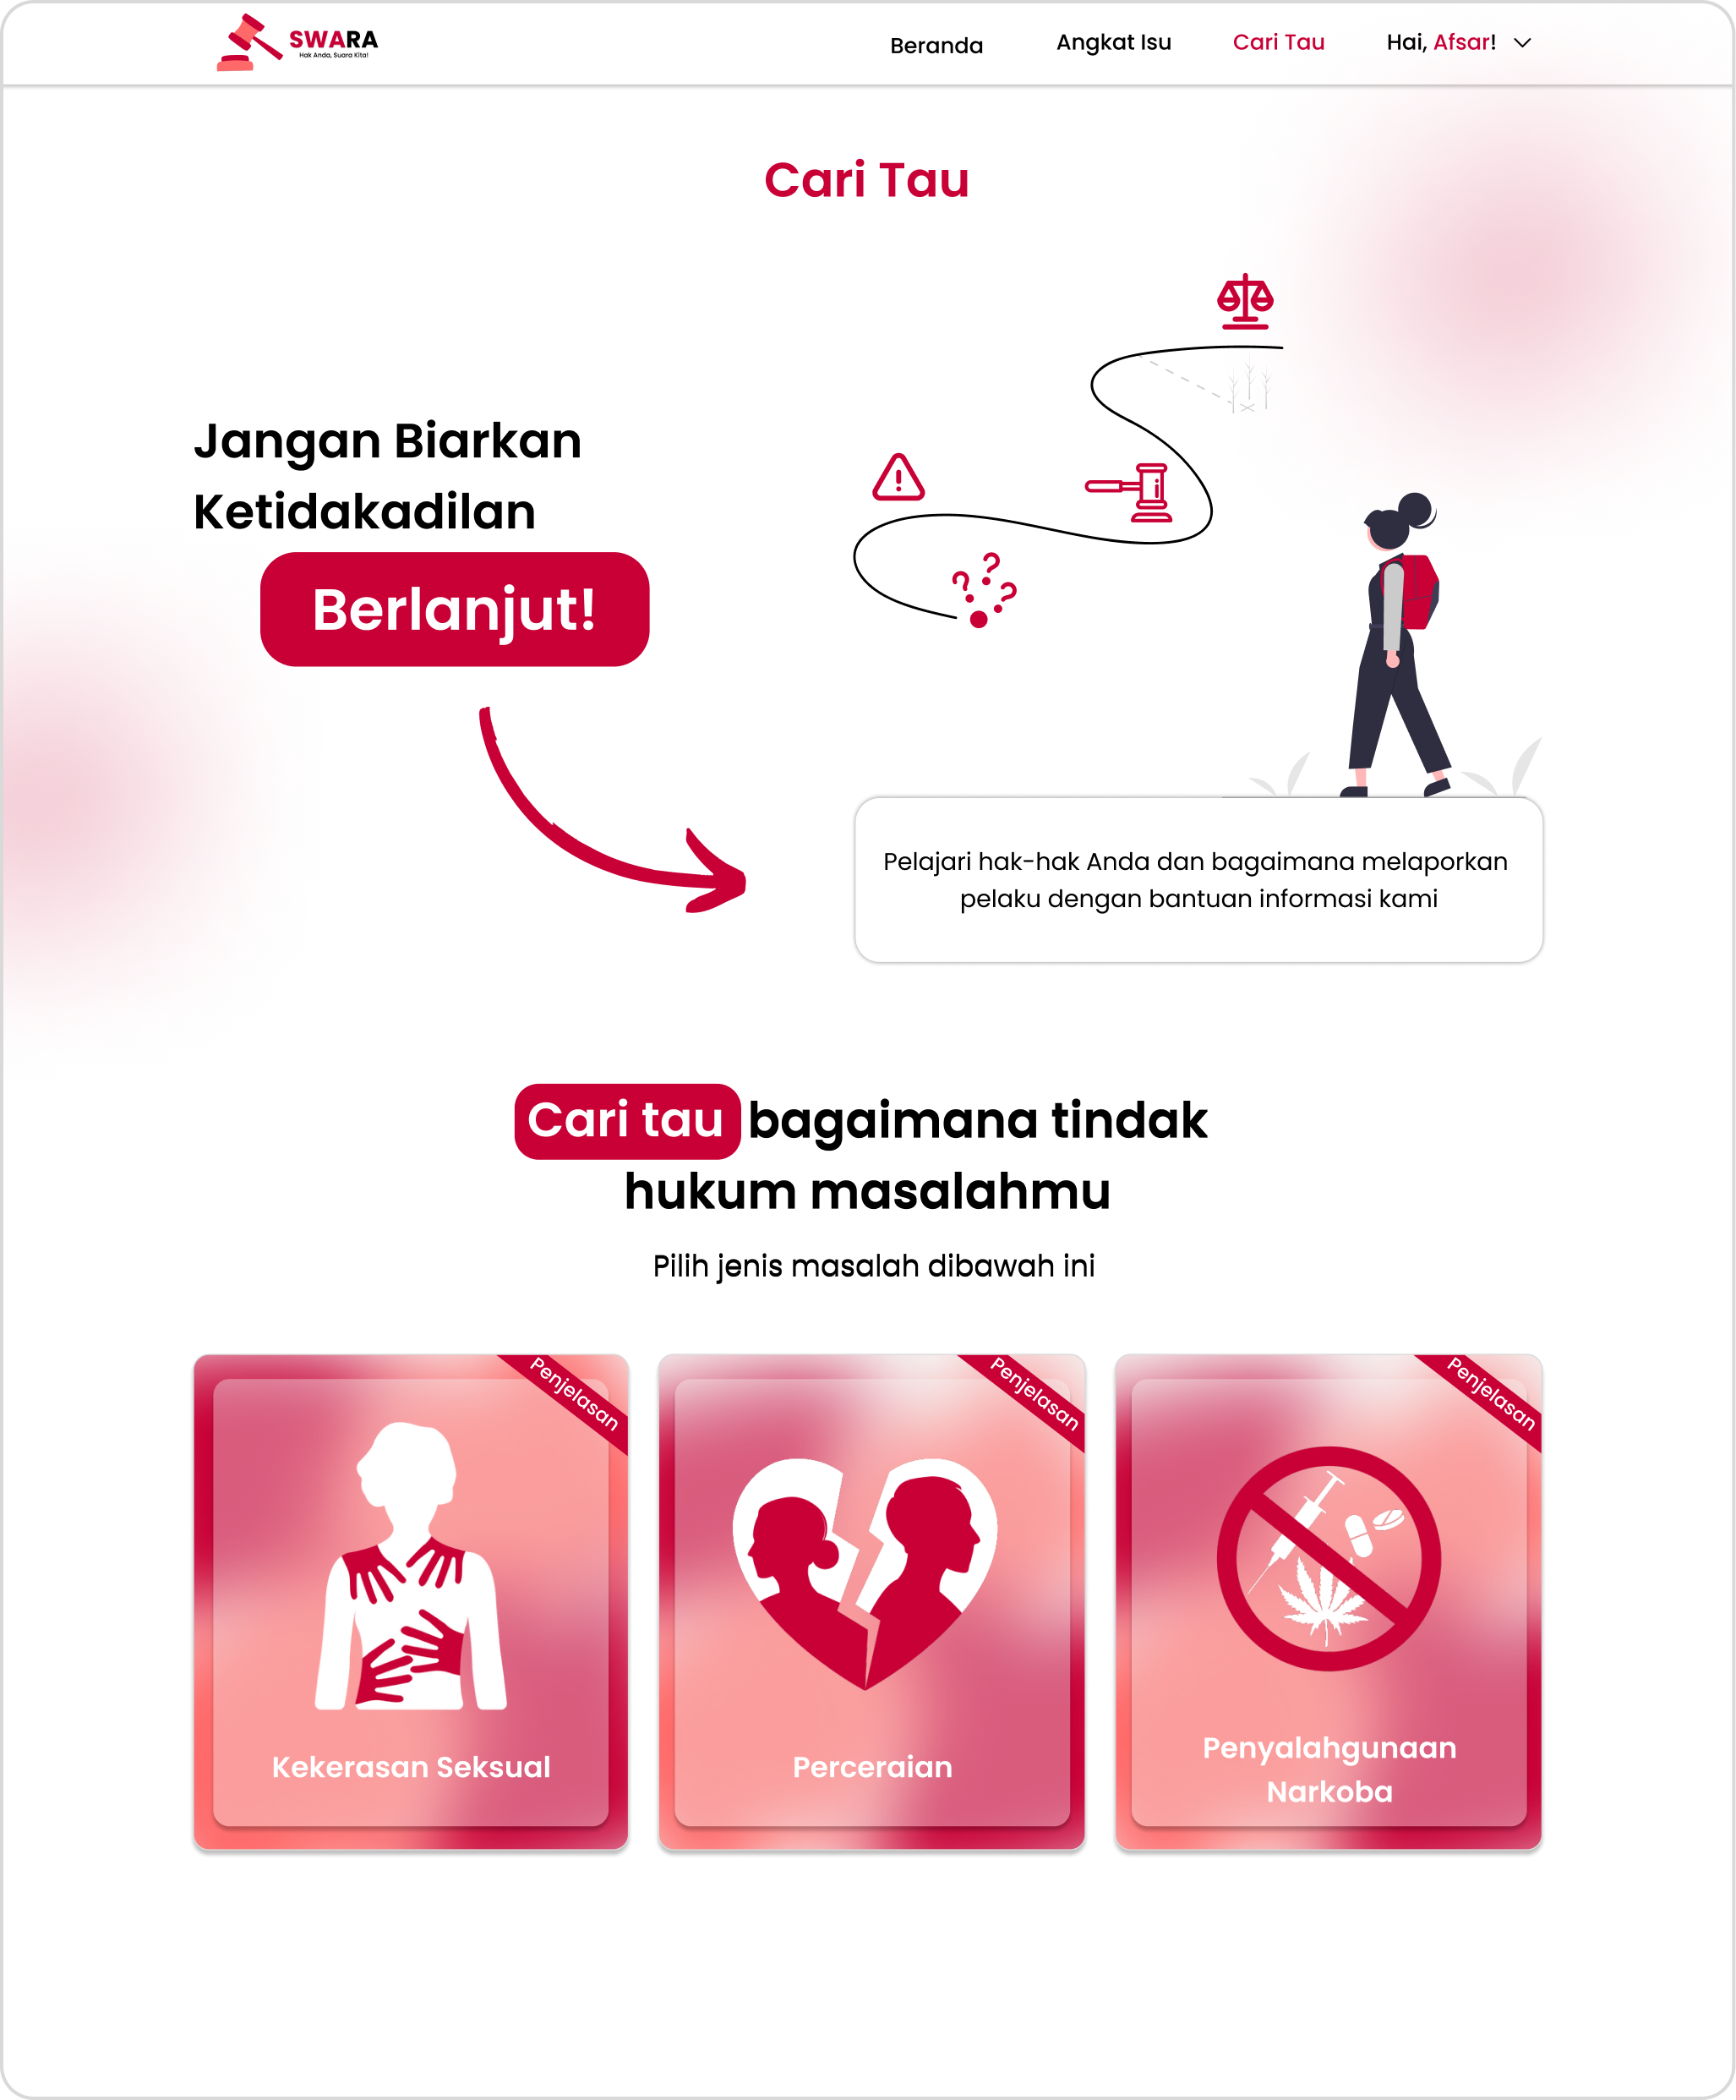 SWARA
Hak Anda, Suara Kita!
Beranda
Angkat Isu
Cari Tau
Hai, Afsar!
Cari Tau
Jangan Biarkan
Ketidakadilan
Berlanjut!
? ? ?
Pelajari hak-hak Anda dan bagaimana melaporkan
pelaku dengan bantuan informasi kami
Cari tau bagaimana tindak
hukum masalahmu
Pilih jenis masalah dibawah ini
Penjelasan
Kekerasan Seksual
Penjelasan
Perceraian
Penjelasan
Penyalahgunaan
Narkoba